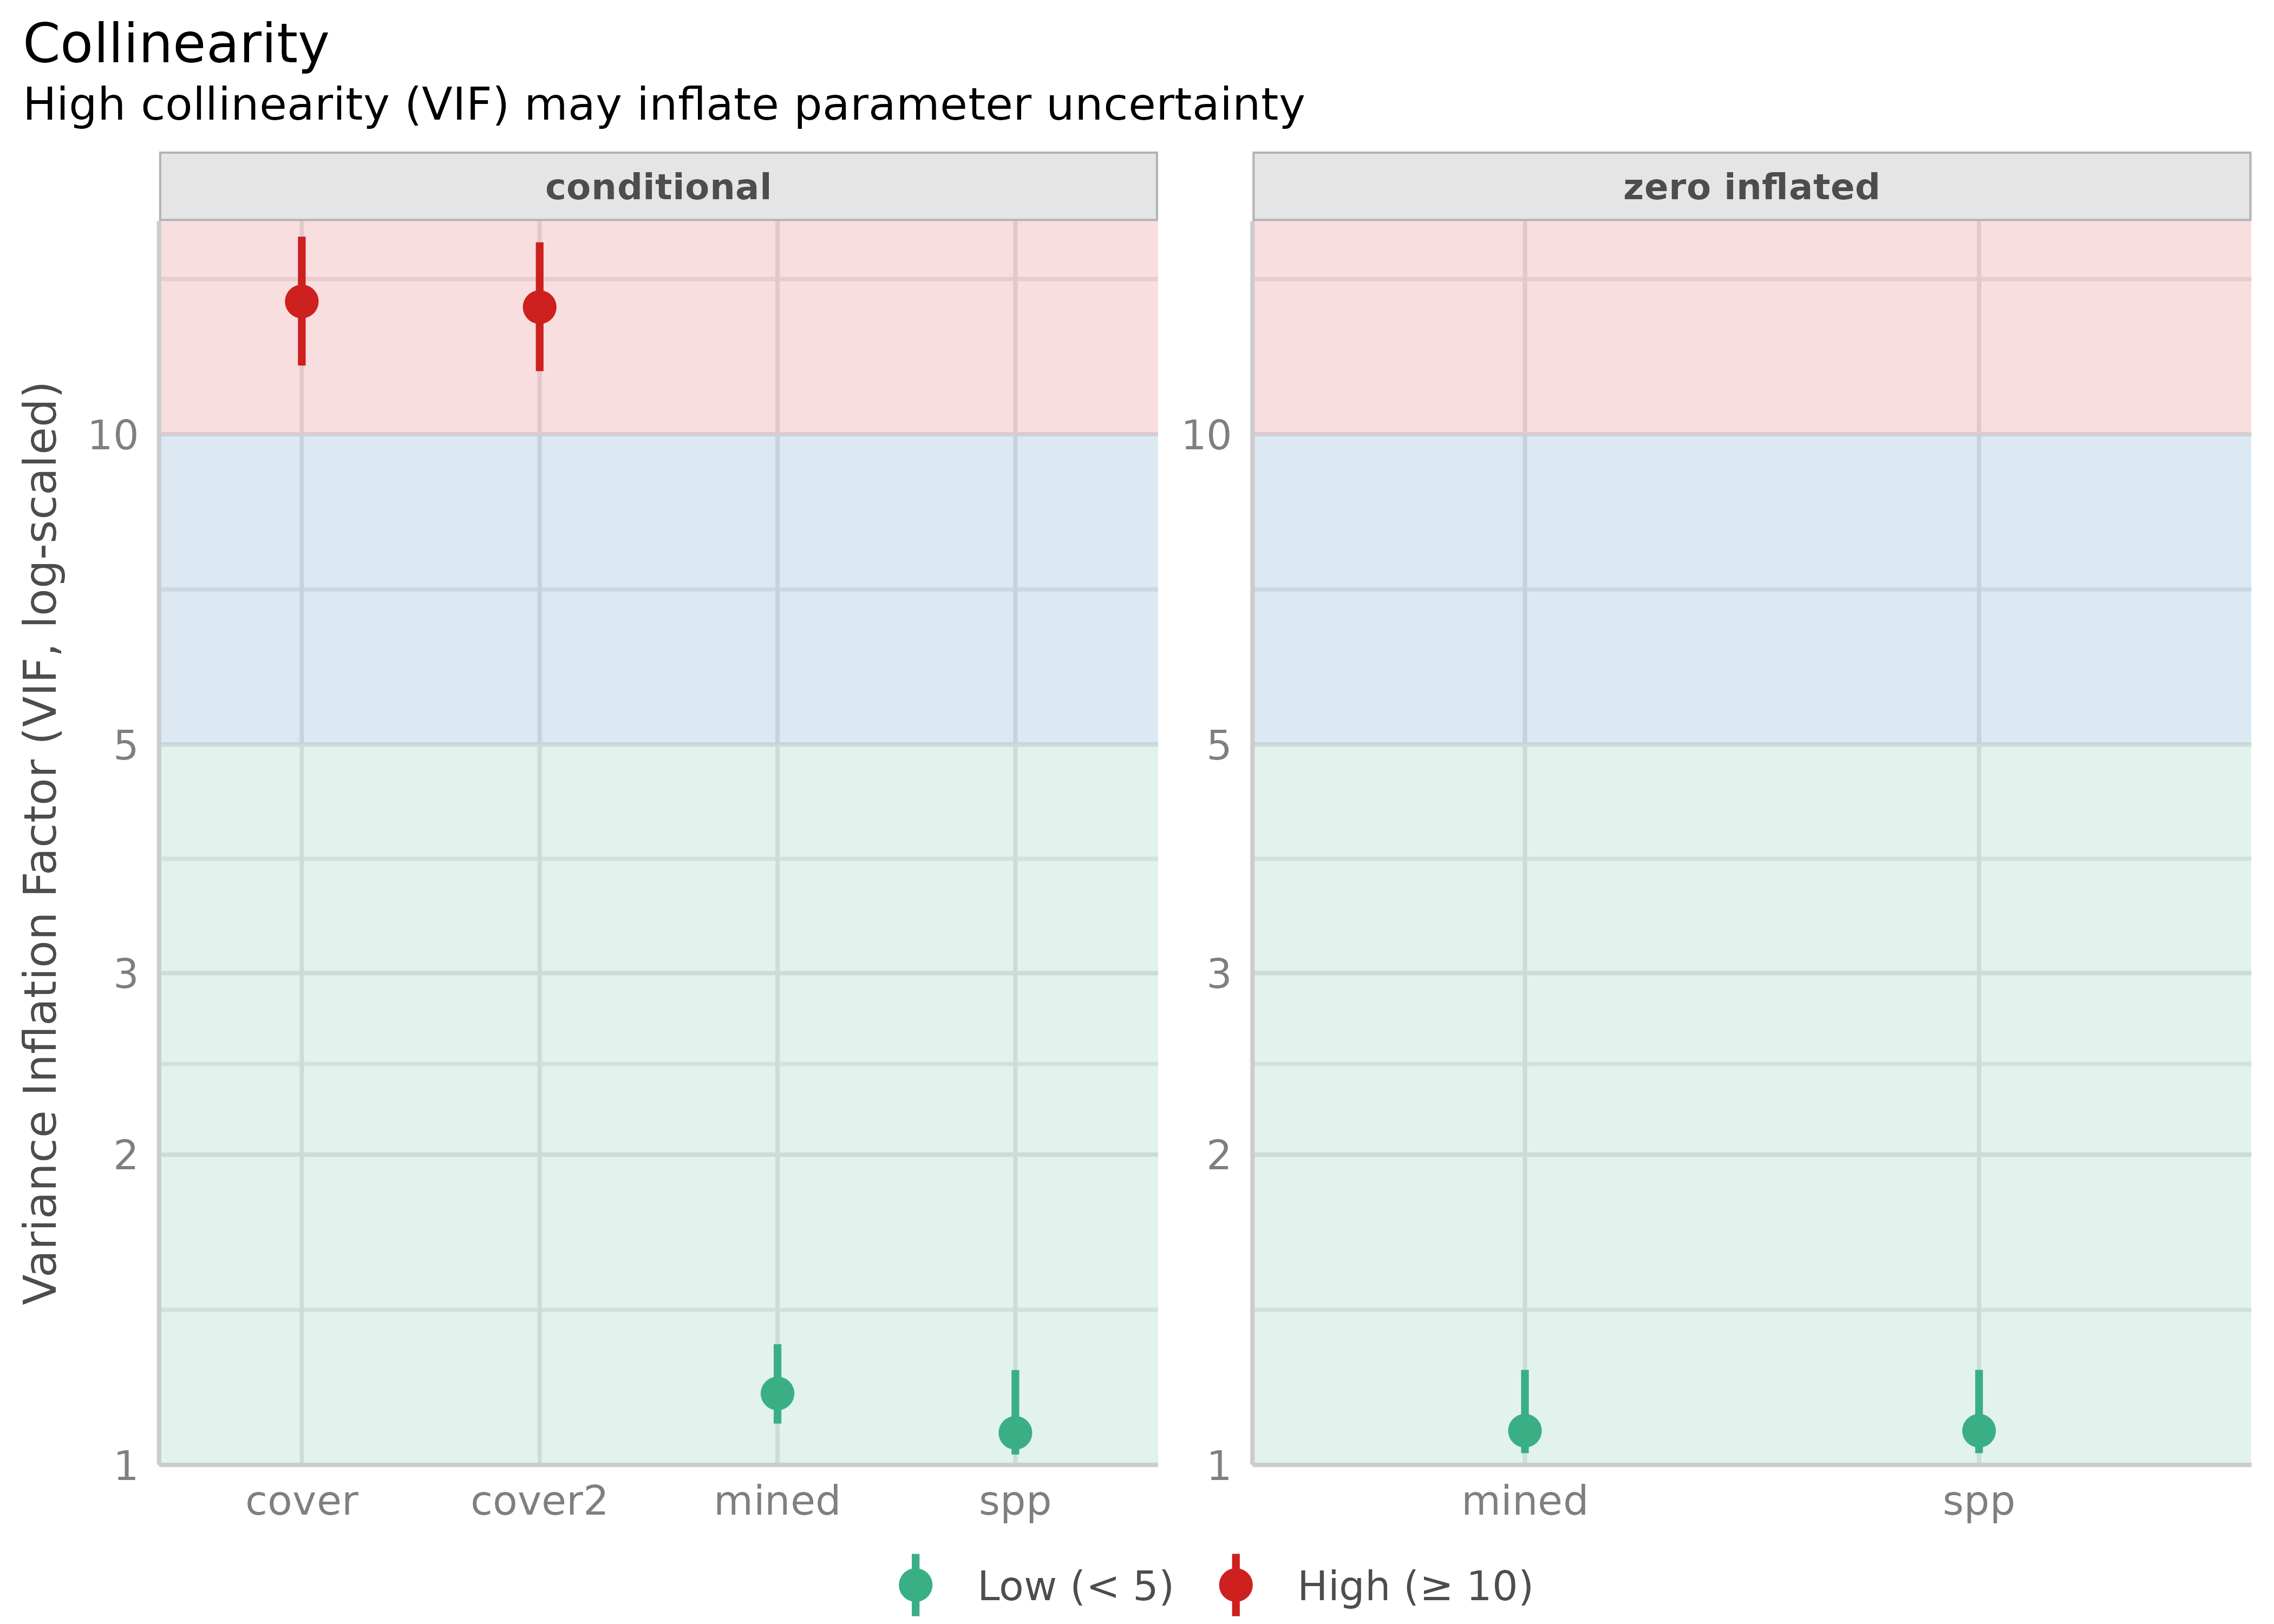 Collinearity
High collinearity (VIF) may inflate parameter uncertainty
conditional
zero inflated
Variance Inflation Factor (VIF, log-scaled)
10
5
3
2
1
10
5
3
2
1
cover cover2 mined spp
mined spp
Low (< 5) High (≥ 10)